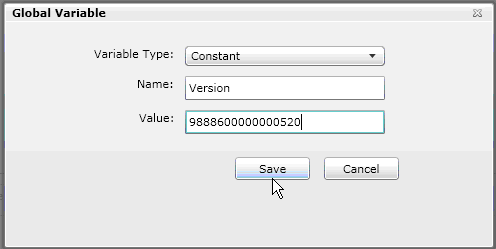 Global Variable
Variable Type: Constant
Name: Version
Value: 9888600000000520
Save Cancel